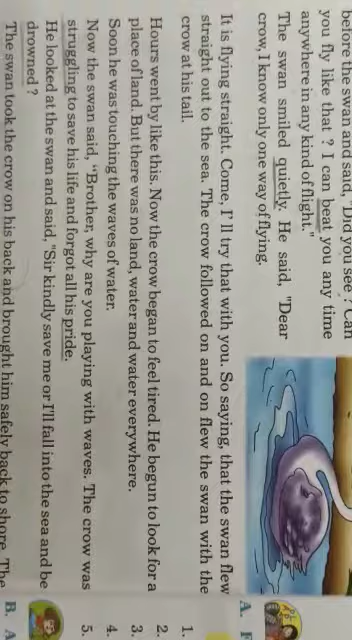 before the swan and said, "Did you see ? Can
you fly like that ? I can beat you any time
anywhere in any kind of flight."
The swan smiled quietly. He said, "Dear
crow, I know only one way of flying.
It is flying straight. Come, I' ll try that with you. So saying, that the swan flew
straight out to the sea. The crow followed on and on flew the swan with the
crow at his tail.
Hours went by like this. Now the crow began to feel tired. He begun to look for a
place of land. But there was no land, water and water everywhere.
Soon he was touching the waves of water.
Now the swan said, "Brother, why are you playing with waves. The crow was
struggling to save his life and forgot all his pride.
He looked at the swan and said, "Sir kindly save me or I'll fall into the sea and be
drowned ?
The swan took the crow on his back and brought him safely back to shore. The
A.
1.
2.
3.
4.
5.
B. A